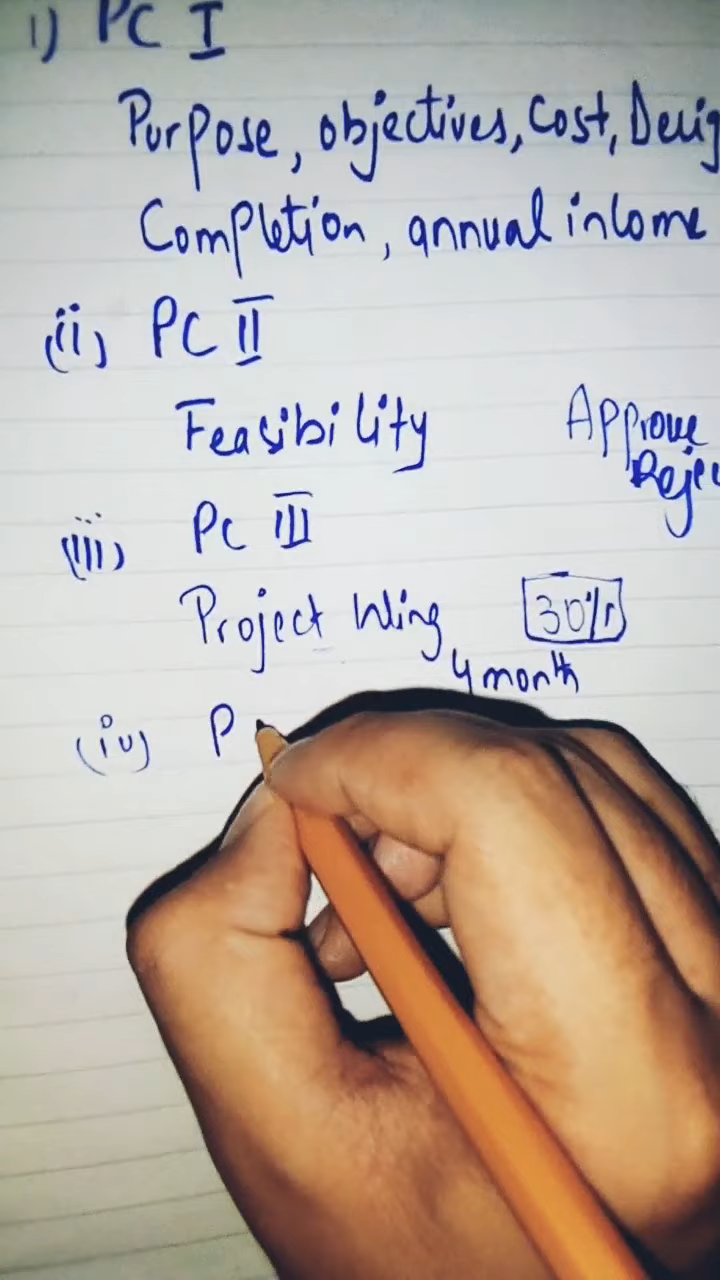 i) PC I
Purpose, objectives, Cost, Desig
Completion, annual income
(ii) PC II
Feasibility
Approve
Rejec
(iii) PC III
Project Wing
30%
4 month
(iv) P